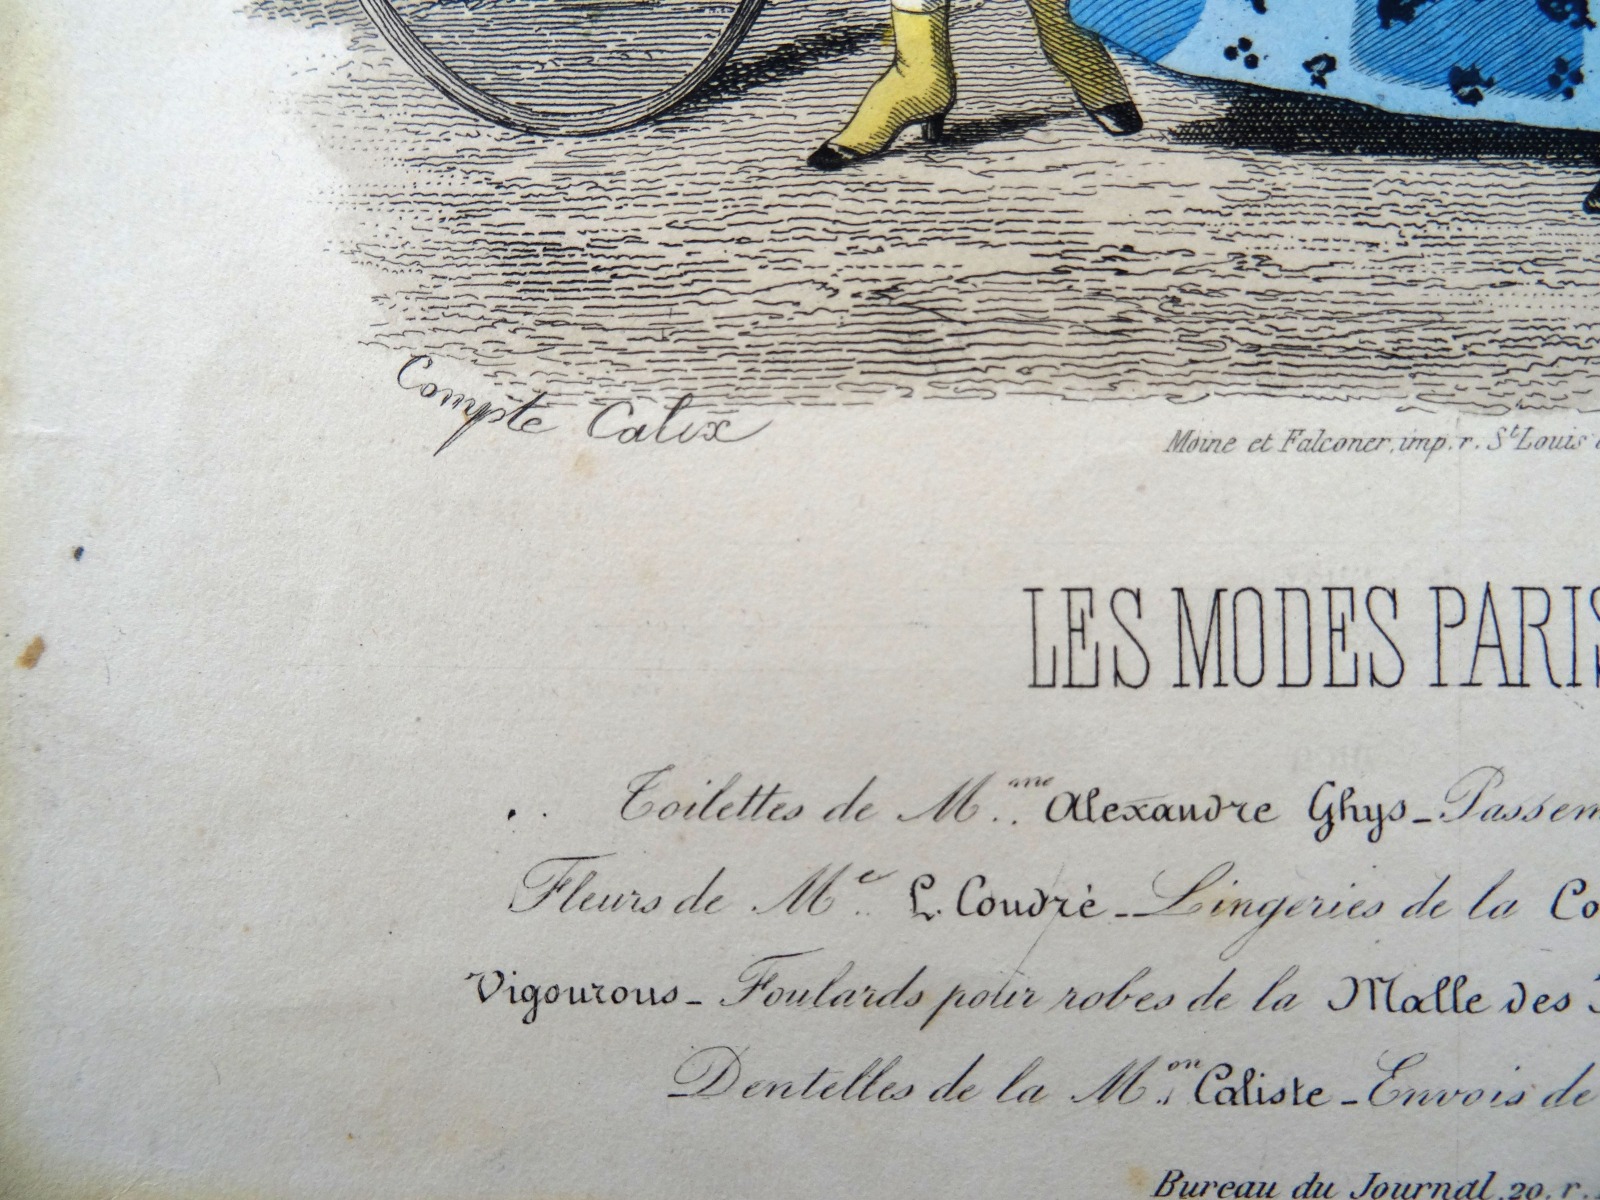 Compte Calix
Moine et Falconer, imp. r. St Louis
LES MODES PARIS
Toilettes de Mme Alexandre Ghys - Passem
Fleurs de Me L. Coudré - Lingeries de la Co
Vigourous - Foulards pour robes de la Malle des
Dentelles de la Mon Caliste - Envois de
Bureau du Journal, 20, r.